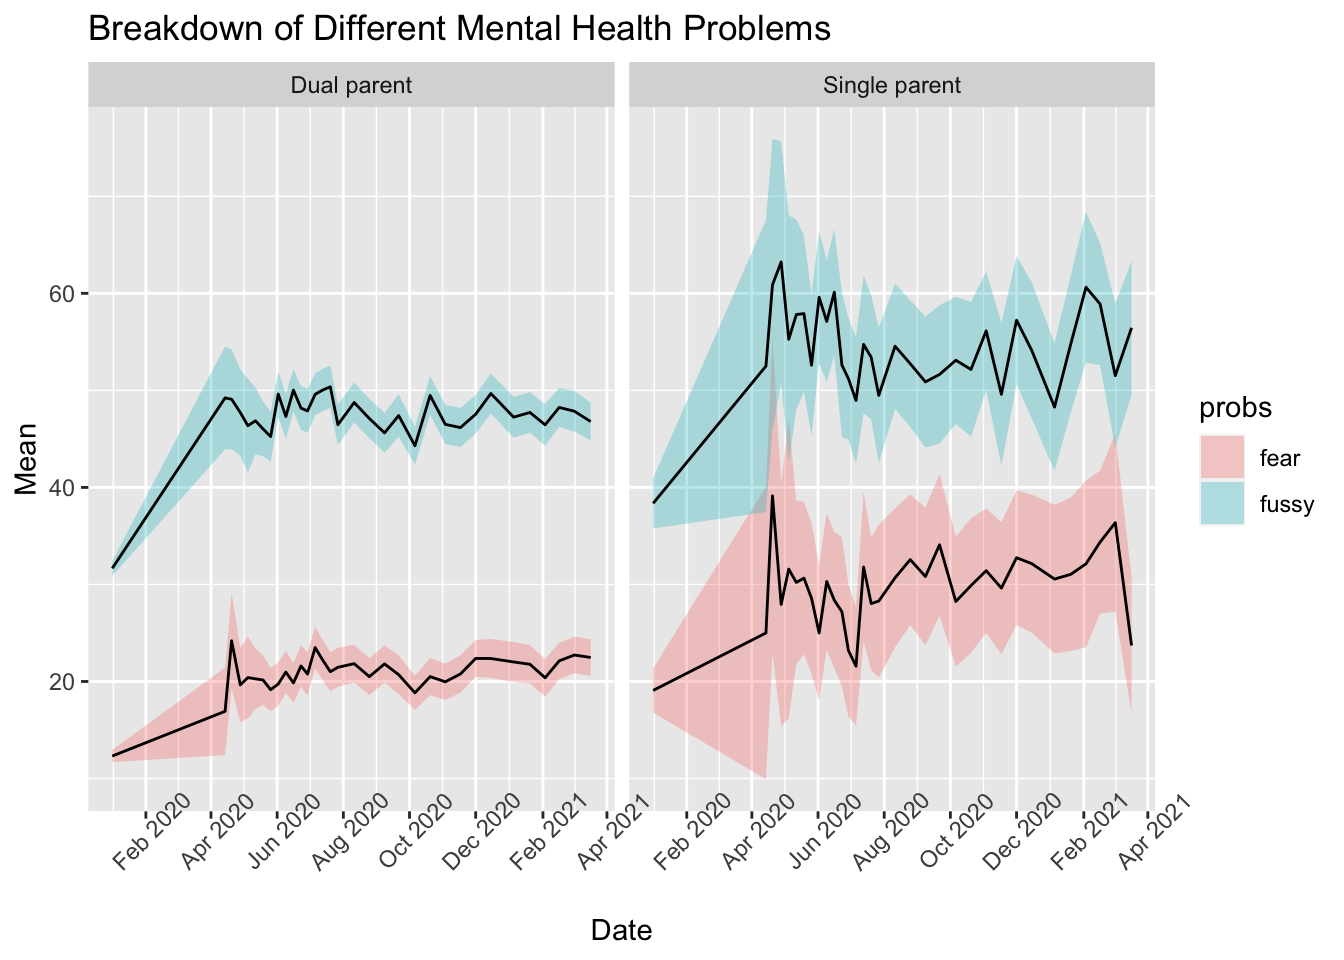 Breakdown of Different Mental Health Problems
Dual parent
Single parent
Mean
60
40
20
Feb 2020
Apr 2020
Jun 2020
Aug 2020
Oct 2020
Dec 2020
Feb 2021
Apr 2021
Feb 2020
Apr 2020
Jun 2020
Aug 2020
Oct 2020
Dec 2020
Feb 2021
Apr 2021
Date
probs
fear
fussy